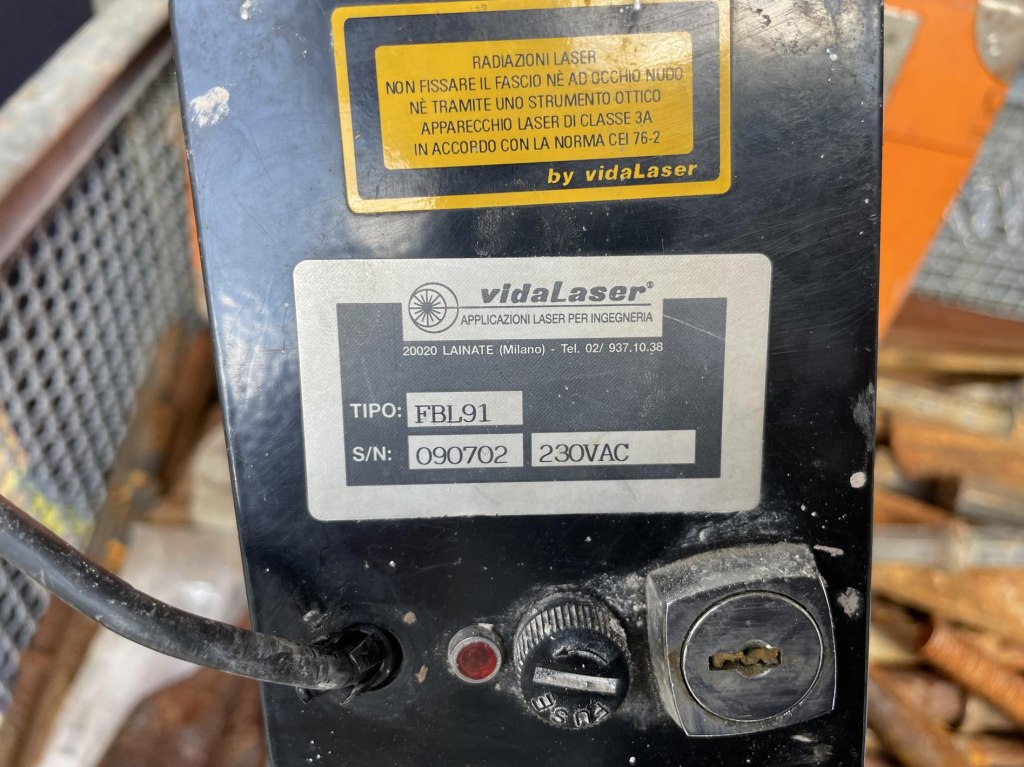 RADIAZIONI LASER
NON FISSARE IL FASCIO NÈ AD OCCHIO NUDO
NÈ TRAMITE UNO STRUMENTO OTTICO
APPARECCHIO LASER DI CLASSE 3A
IN ACCORDO CON LA NORMA CEI 76-2
by vidaLaser
vidaLaser®
APPLICAZIONI LASER PER INGEGNERIA
20020 LAINATE (Milano) - Tel. 02/ 937.10.38
TIPO: FBL91
S/N: 090702 230VAC
FUSE